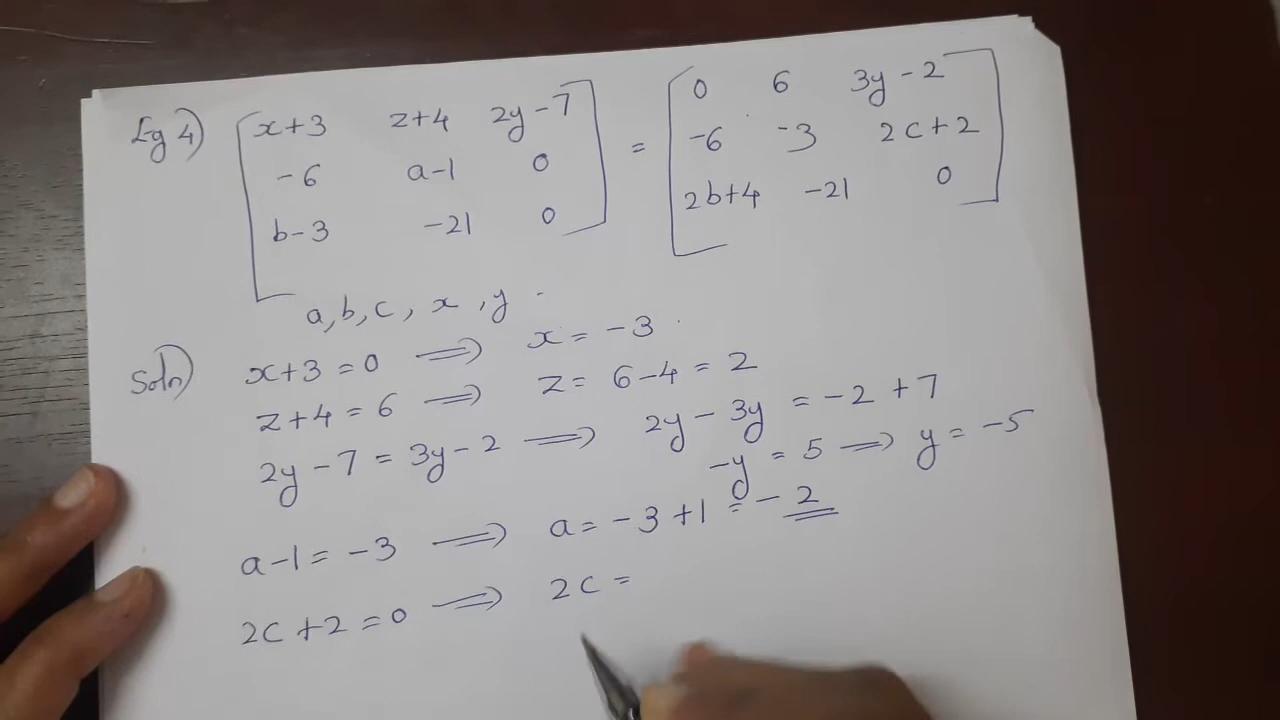 Eg 4) [ x+3 z+4 2y-7 ] = [ 0 6 3y-2 ]
-6 a-1 0 -6 -3 2c+2
b-3 -21 0 2b+4 -21 0
a,b,c, x, y.
Soln) x+3=0 ⟹ x= -3
z+4=6 ⟹ z= 6-4 = 2
2y-7 = 3y-2 ⟹ 2y-3y = -2+7
-y = 5 ⟹ y= -5
a-1= -3 ⟹ a= -3+1 = -2
2c+2=0 ⟹ 2c=